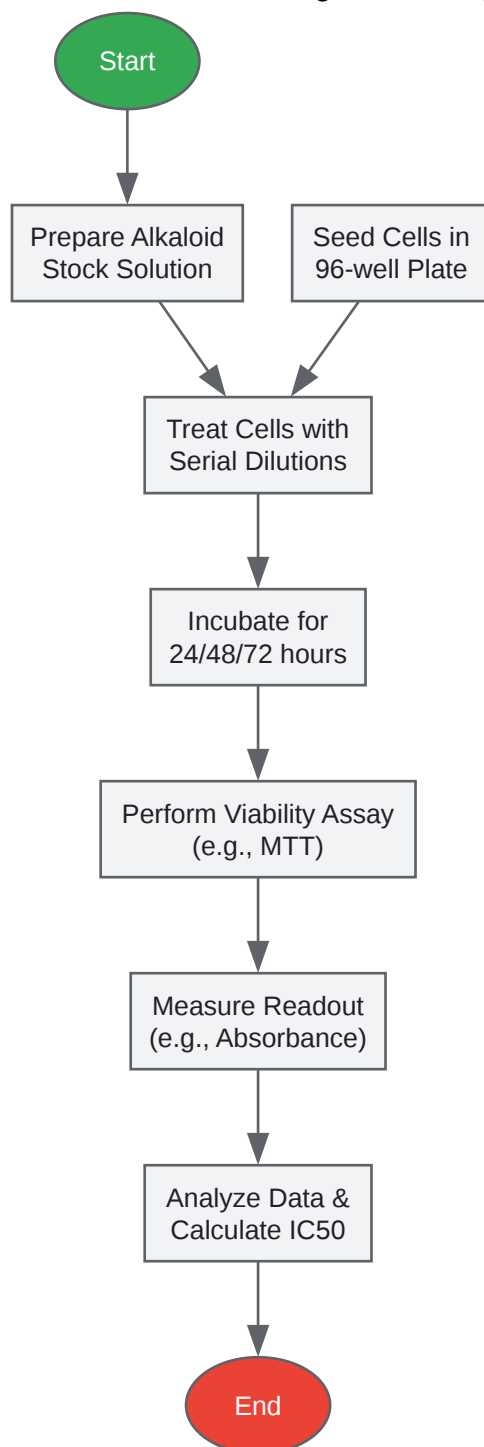 Start
Prepare Alkaloid
Stock Solution
Seed Cells in
96-well Plate
Treat Cells with
Serial Dilutions
Incubate for
24/48/72 hours
Perform Viability Assay
(e.g., MTT)
Measure Readout
(e.g., Absorbance)
Analyze Data &
Calculate IC50
End